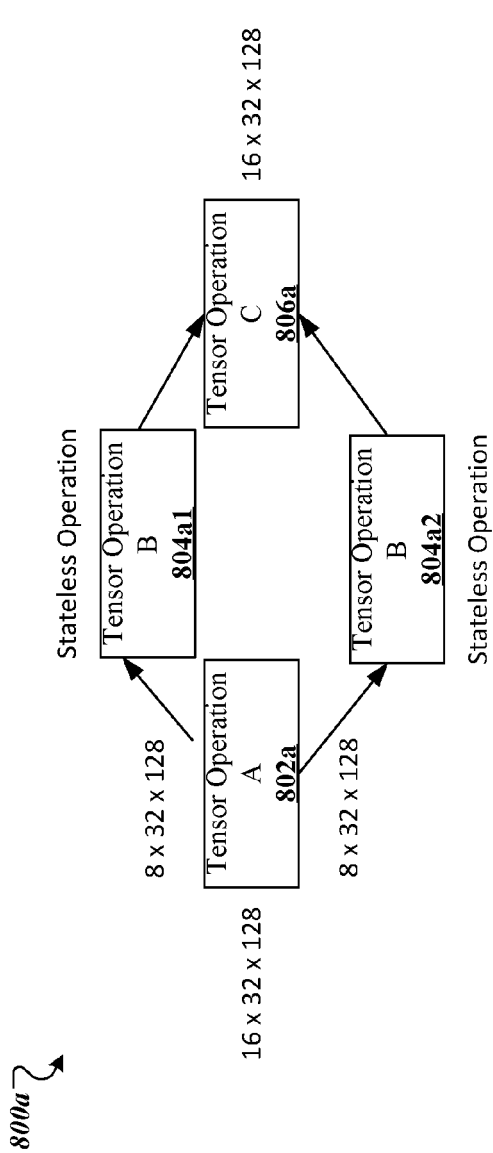 800a
16 x 32 x 128
8 x 32 x 128
Tensor Operation
A
802a
8 x 32 x 128
Stateless Operation
Tensor Operation
B
804a1
Tensor Operation
B
804a2
Stateless Operation
Tensor Operation
C
806a
16 x 32 x 128